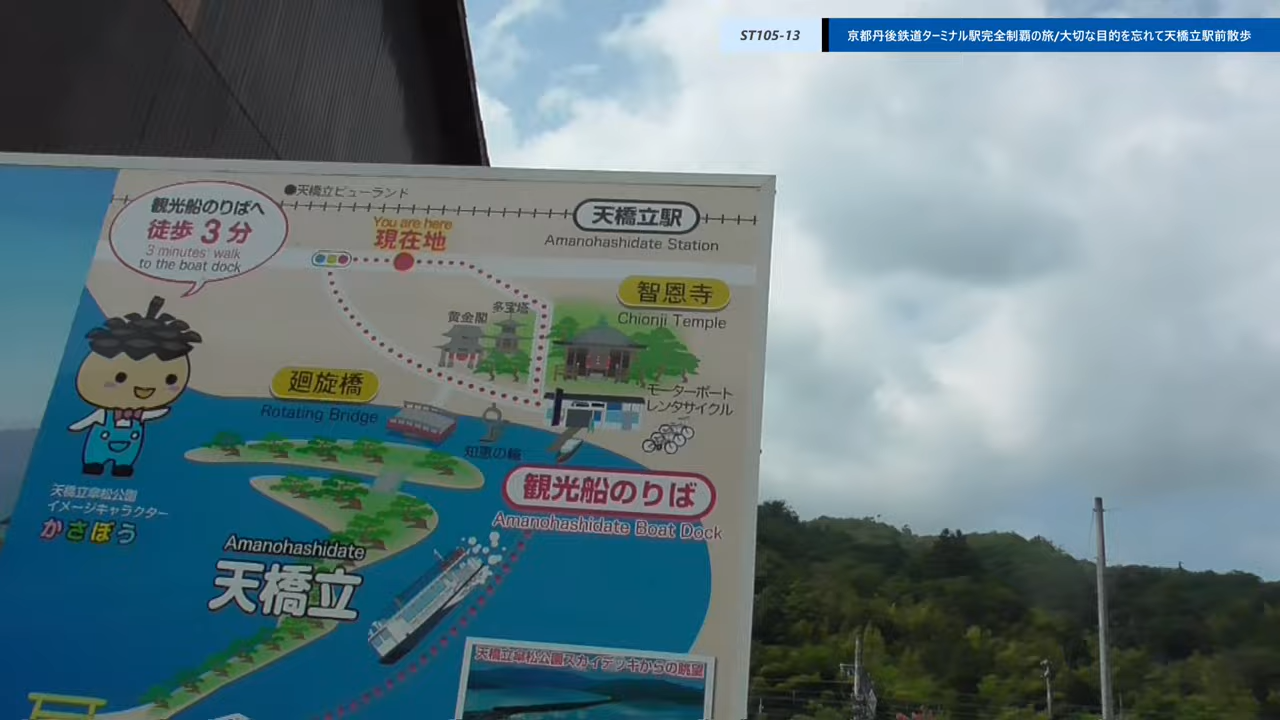 ST105-13
京都丹後鉄道ターミナル駅完全制覇の旅/大切な目的を忘れて天橋立駅前散歩
●天橋立ビューランド
観光船のりばへ
徒歩3分
3 minutes' walk
to the boat dock
You are here
現在地
天橋立駅
Amanohashidate Station
智恩寺
Chionji Temple
多宝塔
黄金閣
廻旋橋
Rotating Bridge
モーターボート
レンタサイクル
知恵の輪
観光船のりば
Amanohashidate Boat Dock
天橋立傘松公園
イメージキャラクター
かさぼう
Amanohashidate
天橋立
天橋立傘松公園スカイデッキからの眺望